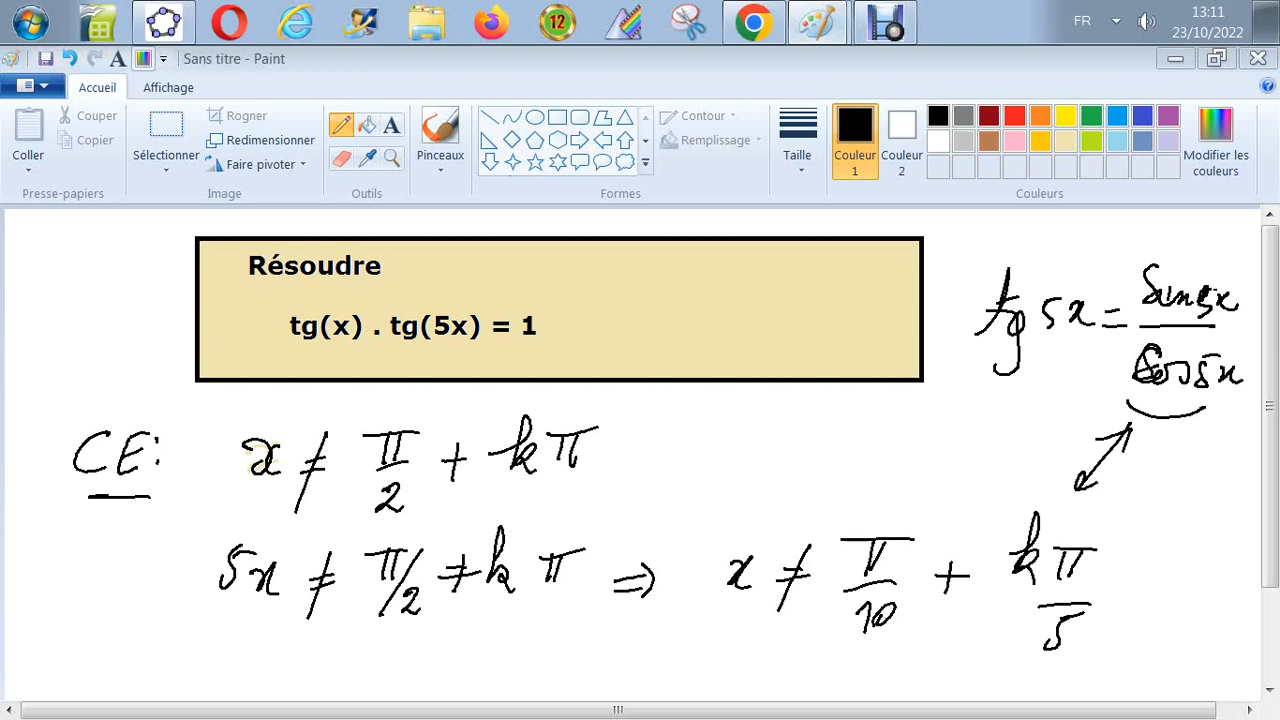 12
FR
13:11
23/10/2022
Sans titre - Paint
Accueil
Affichage
Coller
Couper
Copier
Presse-papiers
Sélectionner
Rogner
Redimensionner
Faire pivoter
Image
A
Outils
Pinceaux
Contour
Remplissage
Formes
Taille
Couleur 1
Couleur 2
Modifier les couleurs
Couleurs
Résoudre
tg(x) . tg(5x) = 1
tg 5x = sin 5x / cos 5x
CE: x ≠ π/2 + kπ
5x ≠ π/2 + kπ ⇒ x ≠ π/10 + kπ/5